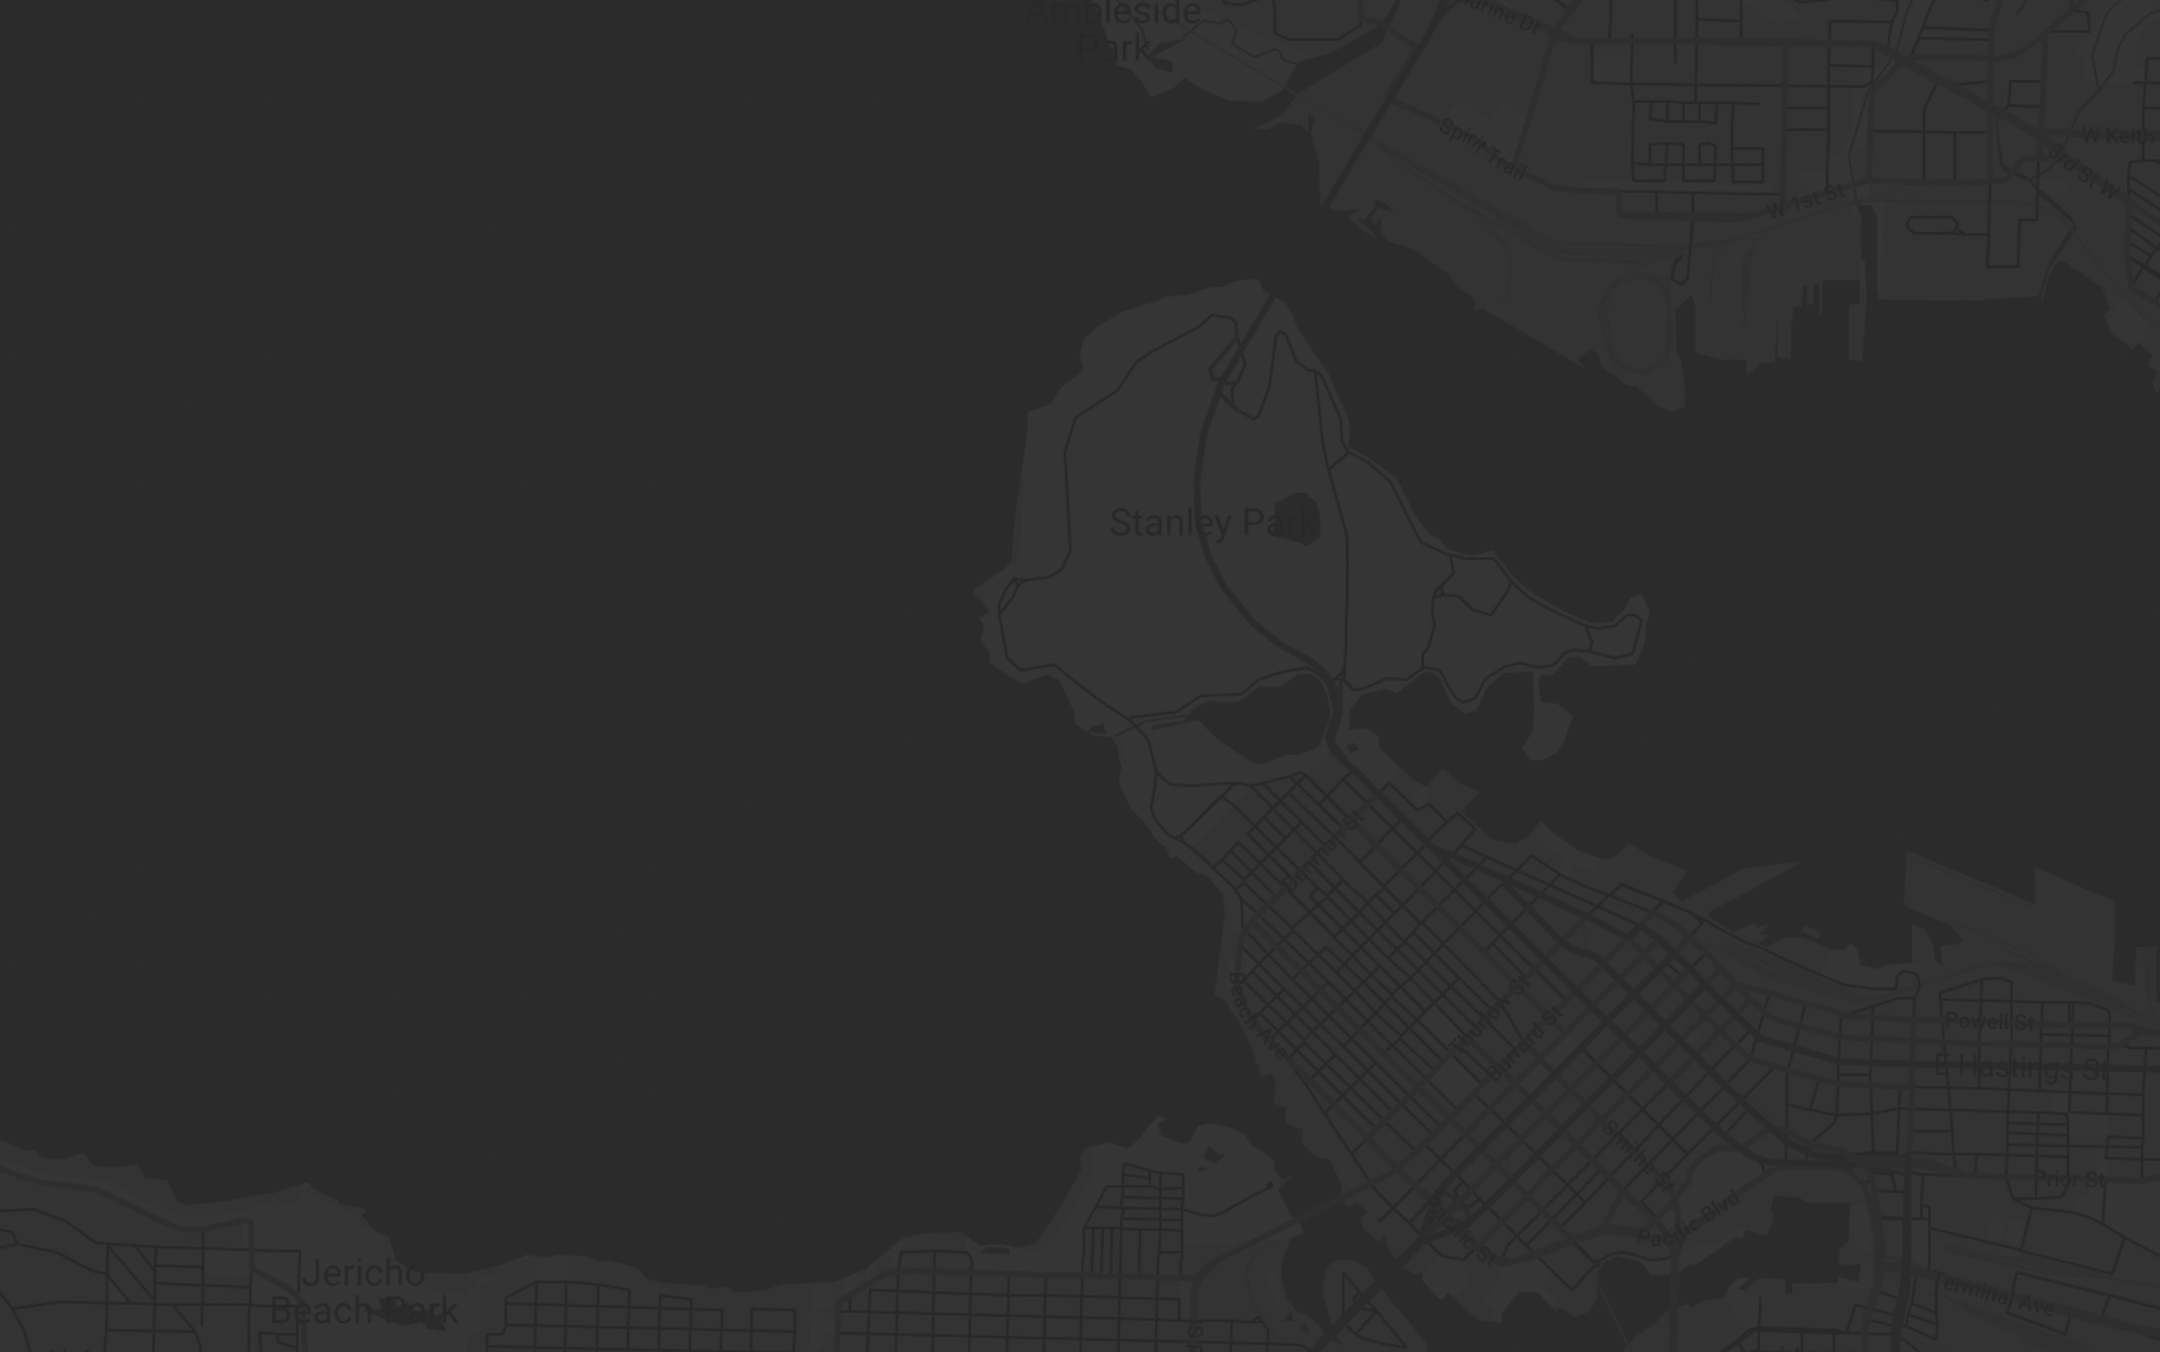 Ambleside
Park
arine Dr
Spirit Trail
W Keith
3rd St W
W 1st St
Stanley Park
Denman St
Beach Ave
Thurlow St
Burrard St
Powell St
E Hastings St
Smithe St
Prior St
Pacific St
Pacific Blvd
Jericho
Beach Park
Terminal Ave